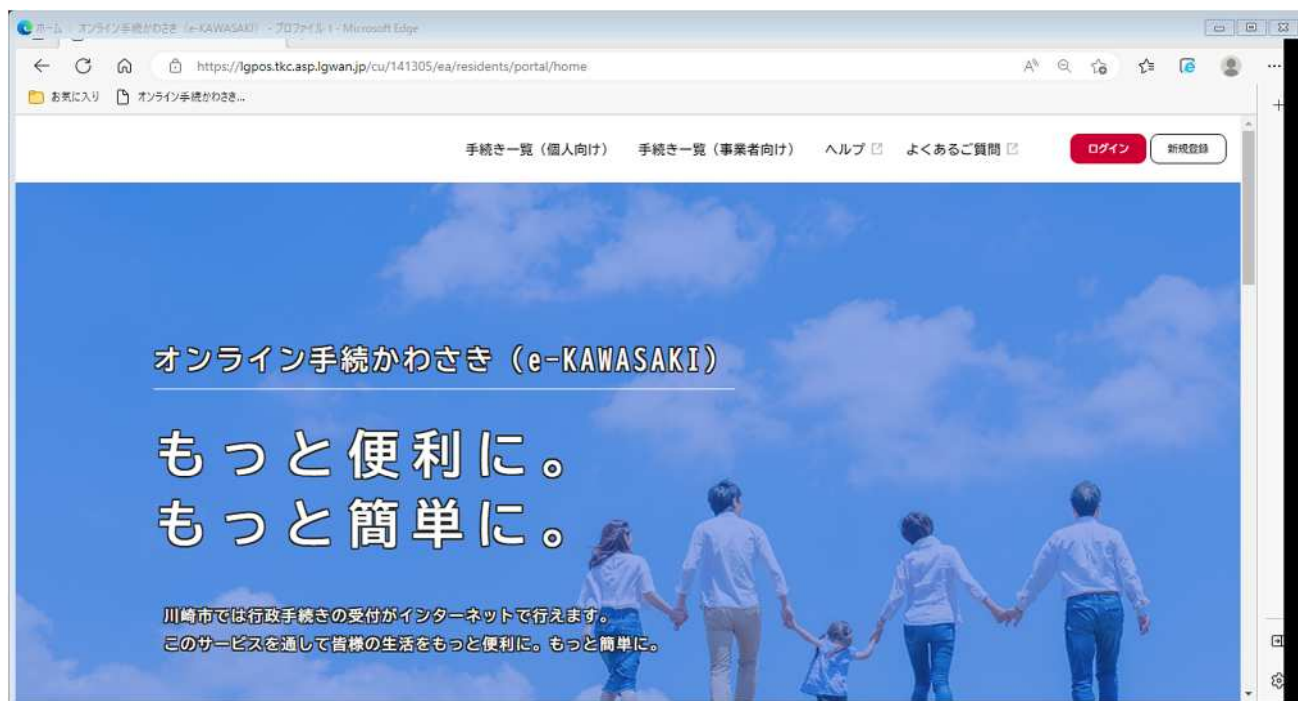 ホーム | オンライン手続かわさき (e-KAWASAKI) - プロファイル 1 - Microsoft Edge
https://lgpos.tkc.asp.lgwan.jp/cu/141305/ea/residents/portal/home
お気に入り オンライン手続かわさき...
手続き一覧（個人向け） 手続き一覧（事業者向け） ヘルプ よくあるご質問 ログイン 新規登録
オンライン手続かわさき（e-KAWASAKI）
もっと便利に。
もっと簡単に。
川崎市では行政手続きの受付がインターネットで行えます。
このサービスを通して皆様の生活をもっと便利に。もっと簡単に。